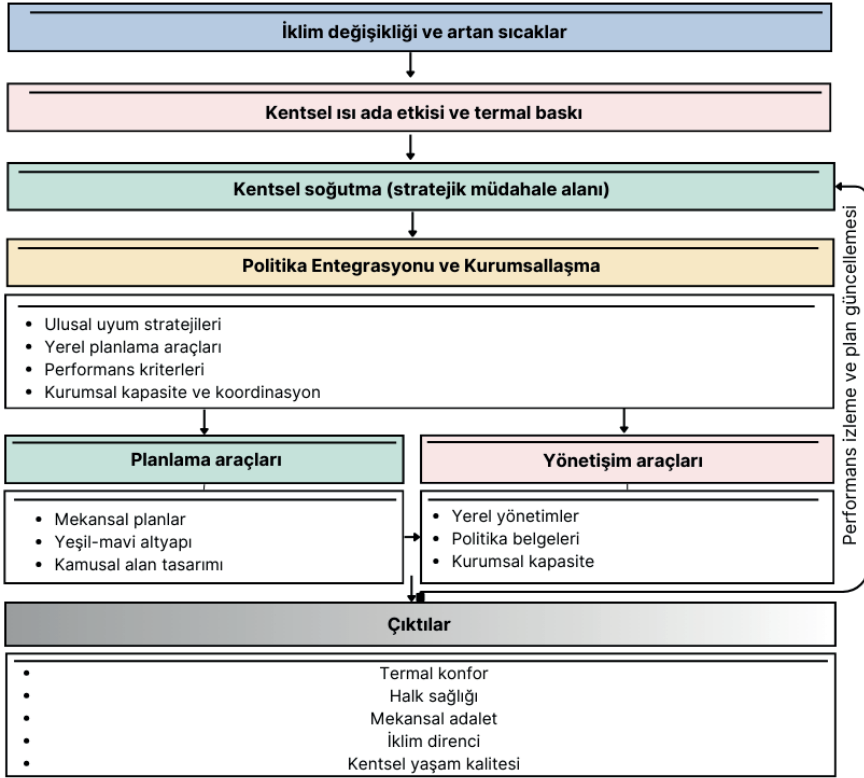 İklim değişikliği ve artan sıcaklar
Kentsel ısı ada etkisi ve termal baskı
Kentsel soğutma (stratejik müdahale alanı)
Politika Entegrasyonu ve Kurumsallaşma
• Ulusal uyum stratejileri
• Yerel planlama araçları
• Performans kriterleri
• Kurumsal kapasite ve koordinasyon
Planlama araçları
• Mekansal planlar
• Yeşil-mavi altyapı
• Kamusal alan tasarımı
Yönetişim araçları
• Yerel yönetimler
• Politika belgeleri
• Kurumsal kapasite
Performans izleme ve plan güncellemesi
Çıktılar
• Termal konfor
• Halk sağlığı
• Mekansal adalet
• İklim direnci
• Kentsel yaşam kalitesi